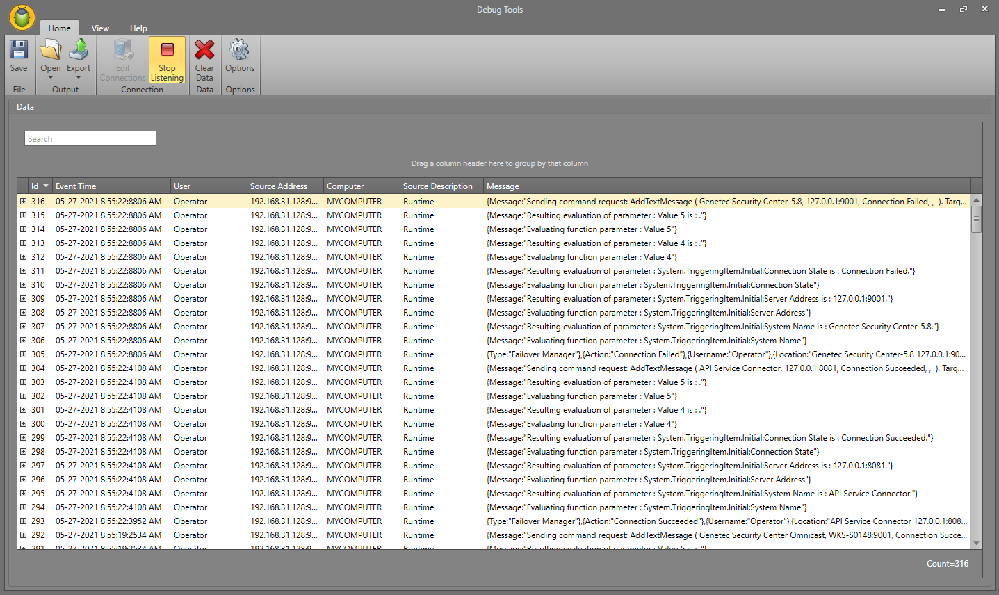 Debug Tools
Home View Help
Save Open Export Edit Connections Stop Listening Clear Data Options
File Output Connection Data Options
Data
Search
Drag a column header here to group by that column
Id Event Time User Source Address Computer Source Description Message
316 05-27-2021 8:55:22:8806 AM Operator 192.168.31.128:9... MYCOMPUTER Runtime {Message:"Sending command request: AddTextMessage ( Genetec Security Center-5.8, 127.0.0.1:9001, Connection Failed, , ). Targ...
315 05-27-2021 8:55:22:8806 AM Operator 192.168.31.128:9... MYCOMPUTER Runtime {Message:"Resulting evaluation of parameter : Value 5 is : ."}
314 05-27-2021 8:55:22:8806 AM Operator 192.168.31.128:9... MYCOMPUTER Runtime {Message:"Evaluating function parameter : Value 5"}
313 05-27-2021 8:55:22:8806 AM Operator 192.168.31.128:9... MYCOMPUTER Runtime {Message:"Resulting evaluation of parameter : Value 4 is : ."}
312 05-27-2021 8:55:22:8806 AM Operator 192.168.31.128:9... MYCOMPUTER Runtime {Message:"Evaluating function parameter : Value 4"}
311 05-27-2021 8:55:22:8806 AM Operator 192.168.31.128:9... MYCOMPUTER Runtime {Message:"Resulting evaluation of parameter : System.TriggeringItem.Initial:Connection State is : Connection Failed."}
310 05-27-2021 8:55:22:8806 AM Operator 192.168.31.128:9... MYCOMPUTER Runtime {Message:"Evaluating function parameter : System.TriggeringItem.Initial:Connection State"}
309 05-27-2021 8:55:22:8806 AM Operator 192.168.31.128:9... MYCOMPUTER Runtime {Message:"Resulting evaluation of parameter : System.TriggeringItem.Initial:Server Address is : 127.0.0.1:9001."}
308 05-27-2021 8:55:22:8806 AM Operator 192.168.31.128:9... MYCOMPUTER Runtime {Message:"Evaluating function parameter : System.TriggeringItem.Initial:Server Address"}
307 05-27-2021 8:55:22:8806 AM Operator 192.168.31.128:9... MYCOMPUTER Runtime {Message:"Resulting evaluation of parameter : System.TriggeringItem.Initial:System Name is : Genetec Security Center-5.8."}
306 05-27-2021 8:55:22:8806 AM Operator 192.168.31.128:9... MYCOMPUTER Runtime {Message:"Evaluating function parameter : System.TriggeringItem.Initial:System Name"}
305 05-27-2021 8:55:22:8806 AM Operator 192.168.31.128:9... MYCOMPUTER Runtime {Type:"Failover Manager"},{Action:"Connection Failed"},{Username:"Operator"},{Location:"Genetec Security Center-5.8 127.0.0.1:90...
304 05-27-2021 8:55:22:4108 AM Operator 192.168.31.128:9... MYCOMPUTER Runtime {Message:"Sending command request: AddTextMessage ( API Service Connector, 127.0.0.1:8081, Connection Succeeded, , ). Targ...
303 05-27-2021 8:55:22:4108 AM Operator 192.168.31.128:9... MYCOMPUTER Runtime {Message:"Resulting evaluation of parameter : Value 5 is : ."}
302 05-27-2021 8:55:22:4108 AM Operator 192.168.31.128:9... MYCOMPUTER Runtime {Message:"Evaluating function parameter : Value 5"}
301 05-27-2021 8:55:22:4108 AM Operator 192.168.31.128:9... MYCOMPUTER Runtime {Message:"Resulting evaluation of parameter : Value 4 is : ."}
300 05-27-2021 8:55:22:4108 AM Operator 192.168.31.128:9... MYCOMPUTER Runtime {Message:"Evaluating function parameter : Value 4"}
299 05-27-2021 8:55:22:4108 AM Operator 192.168.31.128:9... MYCOMPUTER Runtime {Message:"Resulting evaluation of parameter : System.TriggeringItem.Initial:Connection State is : Connection Succeeded."}
298 05-27-2021 8:55:22:4108 AM Operator 192.168.31.128:9... MYCOMPUTER Runtime {Message:"Evaluating function parameter : System.TriggeringItem.Initial:Connection State"}
297 05-27-2021 8:55:22:4108 AM Operator 192.168.31.128:9... MYCOMPUTER Runtime {Message:"Resulting evaluation of parameter : System.TriggeringItem.Initial:Server Address is : 127.0.0.1:8081."}
296 05-27-2021 8:55:22:4108 AM Operator 192.168.31.128:9... MYCOMPUTER Runtime {Message:"Evaluating function parameter : System.TriggeringItem.Initial:Server Address"}
295 05-27-2021 8:55:22:4108 AM Operator 192.168.31.128:9... MYCOMPUTER Runtime {Message:"Resulting evaluation of parameter : System.TriggeringItem.Initial:System Name is : API Service Connector."}
294 05-27-2021 8:55:22:4108 AM Operator 192.168.31.128:9... MYCOMPUTER Runtime {Message:"Evaluating function parameter : System.TriggeringItem.Initial:System Name"}
293 05-27-2021 8:55:22:3952 AM Operator 192.168.31.128:9... MYCOMPUTER Runtime {Type:"Failover Manager"},{Action:"Connection Succeeded"},{Username:"Operator"},{Location:"API Service Connector 127.0.0.1:808...
292 05-27-2021 8:55:19:2534 AM Operator 192.168.31.128:9... MYCOMPUTER Runtime {Message:"Sending command request: AddTextMessage ( Genetec Security Center Omnicast, WKS-S0148:9001, Connection Succe...
291 05-27-2021 8:55:19:2534 AM Operator 192.168.31.128:9... MYCOMPUTER Runtime {Message:"Resulting evaluation of parameter : Value 5 is : ."}
Count=316